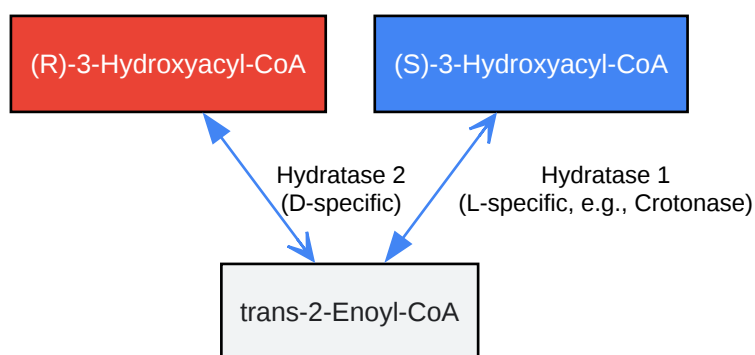 (R)-3-Hydroxyacyl-CoA
(S)-3-Hydroxyacyl-CoA
Hydratase 2
(D-specific)
Hydratase 1
(L-specific, e.g., Crotonase)
trans-2-Enoyl-CoA